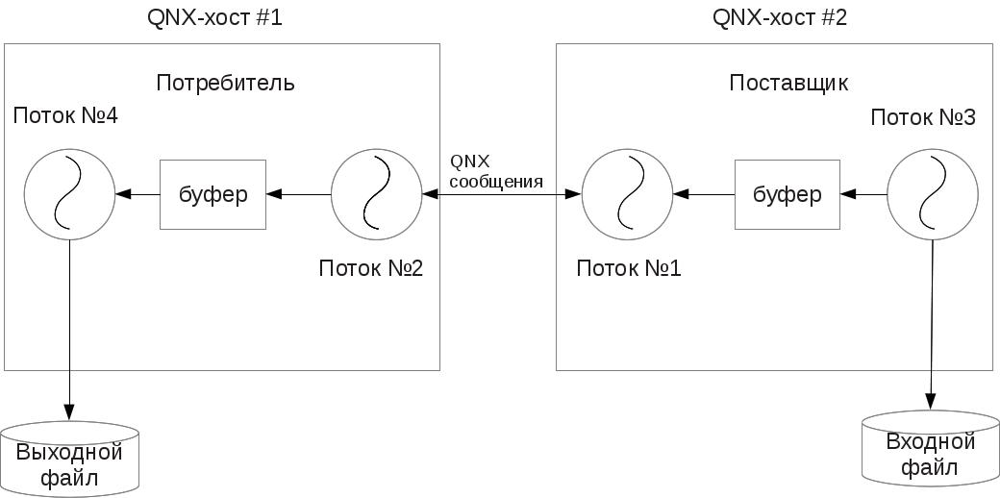 QNX-хост #1
QNX-хост #2
Потребитель
Поставщик
Поток №4
Поток №3
QNX
сообщения
буфер
буфер
Поток №2
Поток №1
Выходной
файл
Входной
файл